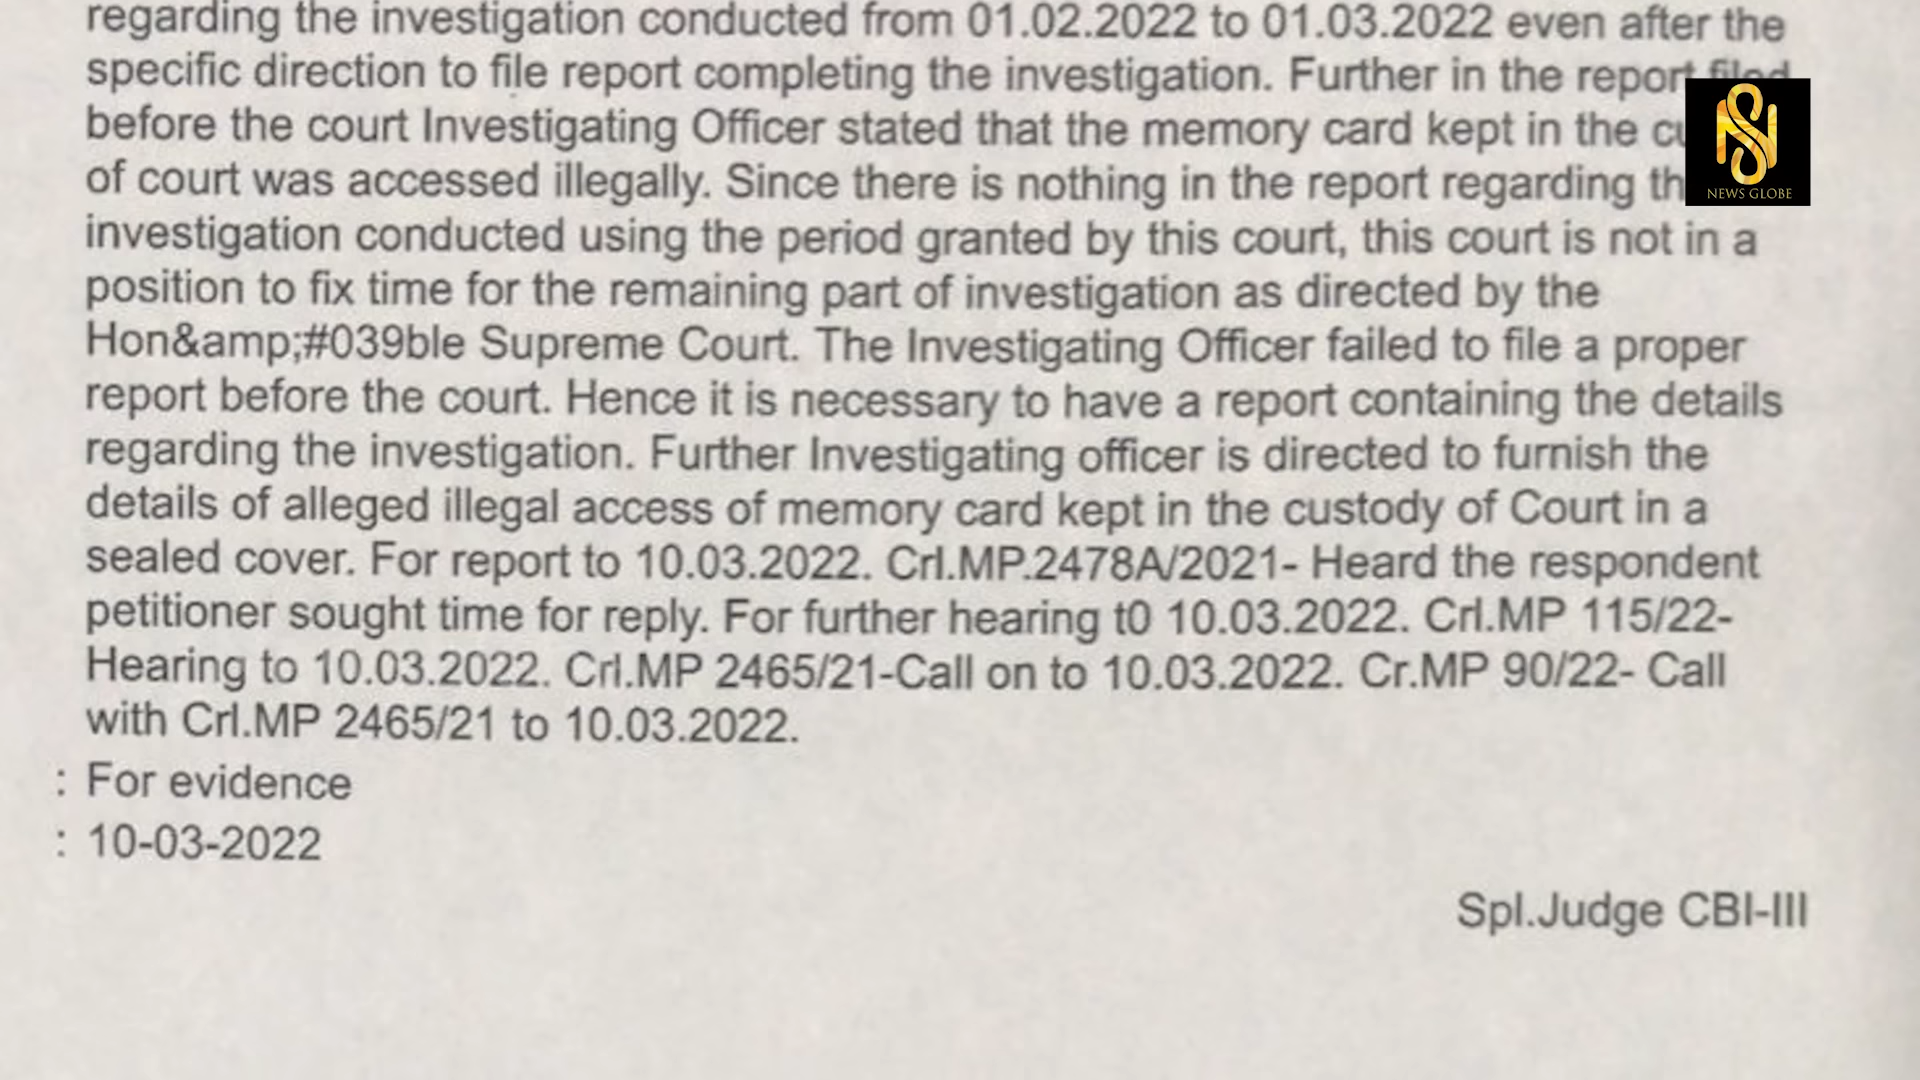 regarding the investigation conducted from 01.02.2022 to 01.03.2022 even after the
specific direction to file report completing the investigation. Further in the report filed
before the court Investigating Officer stated that the memory card kept in the
of court was accessed illegally. Since there is nothing in the report regarding
investigation conducted using the period granted by this court, this court is not in a
position to fix time for the remaining part of investigation as directed by the
Hon&amp;#039ble Supreme Court. The Investigating Officer failed to file a proper
report before the court. Hence it is necessary to have a report containing the details
regarding the investigation. Further Investigating officer is directed to furnish the
details of alleged illegal access of memory card kept in the custody of Court in a
sealed cover. For report to 10.03.2022. Crl.MP.2478A/2021- Heard the respondent
petitioner sought time for reply. For further hearing t0 10.03.2022. Crl.MP 115/22-
Hearing to 10.03.2022. Crl.MP 2465/21-Call on to 10.03.2022. Cr.MP 90/22- Call
with Crl.MP 2465/21 to 10.03.2022.
: For evidence
: 10-03-2022
Spl.Judge CBI-III
NEWS GLOBE